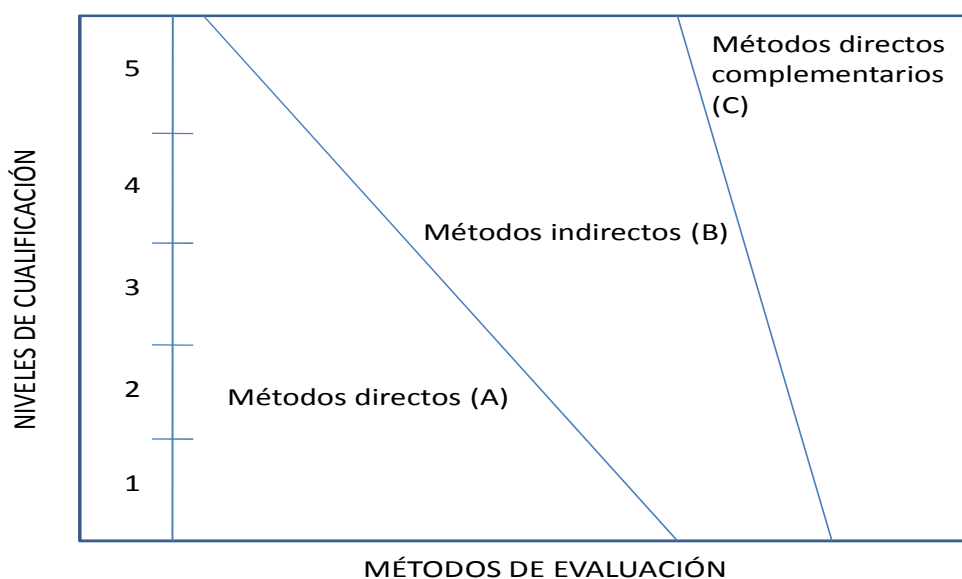 Métodos directos
complementarios
(C)
5
4
Métodos indirectos (B)
3
2
Métodos directos (A)
1
NIVELES DE CUALIFICACIÓN
MÉTODOS DE EVALUACIÓN